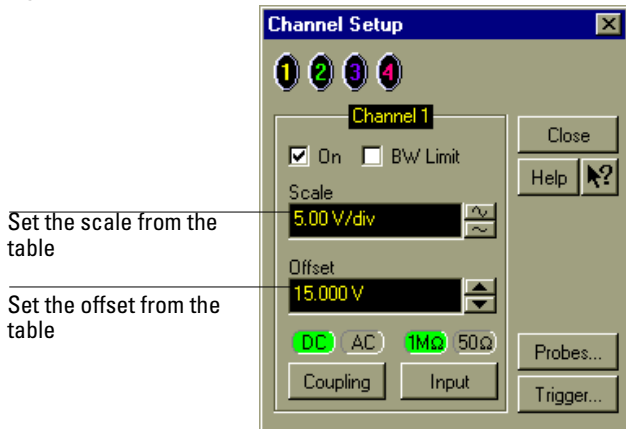 Channel Setup
1 2 3 4
Channel 1
On BW Limit
Close
Help ?
Scale
5.00 V/div
Set the scale from the
table
Offset
15.000 V
Set the offset from the
table
DC AC 1MΩ 50Ω
Coupling Input
Probes...
Trigger...